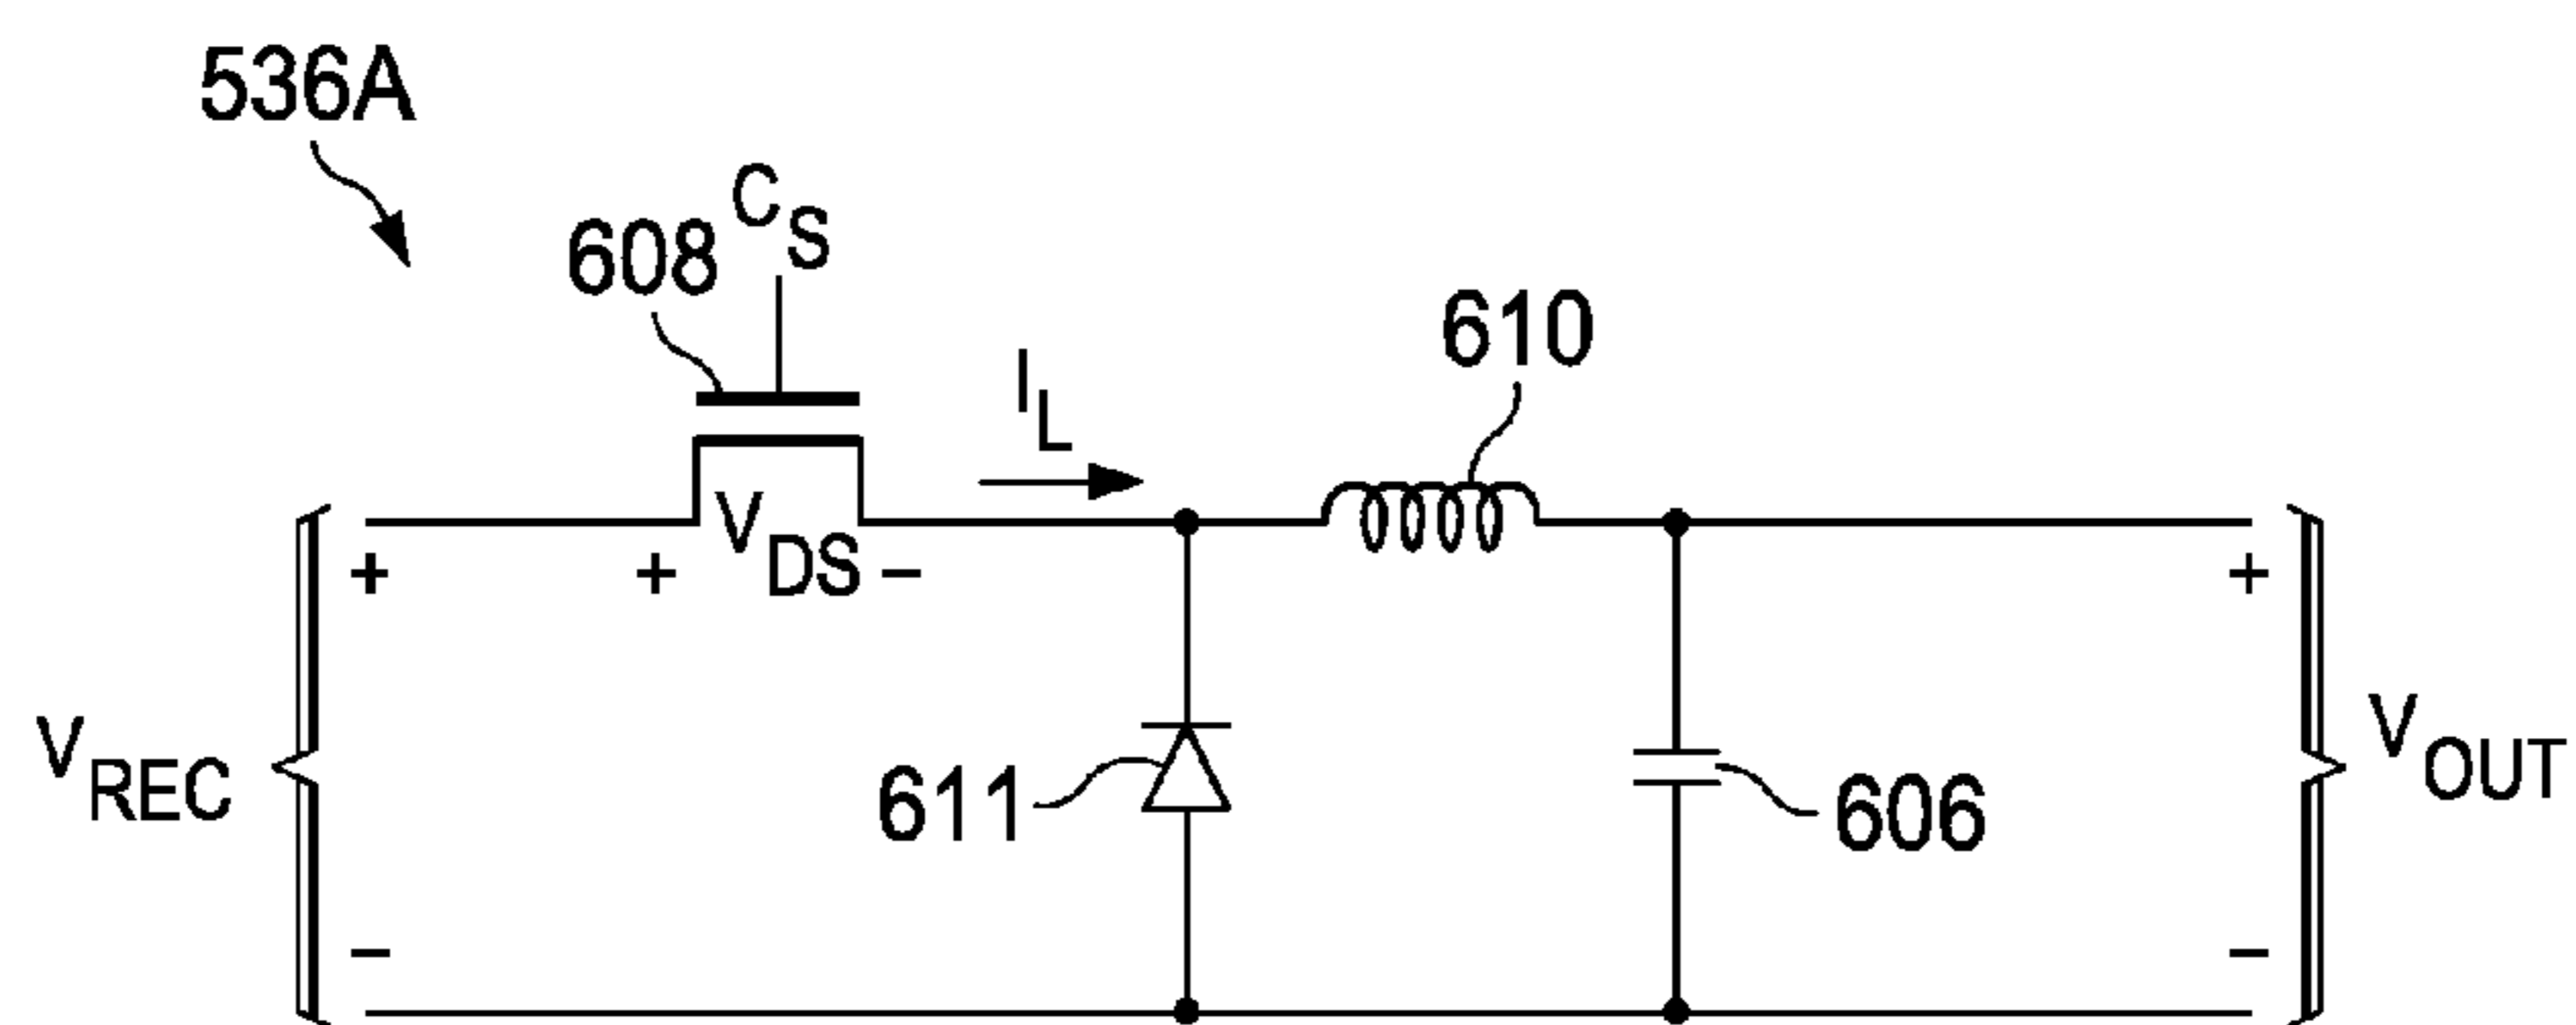 536A
608
CS
IL
610
+ + VDS − +
VREC
611
606
VOUT
− −